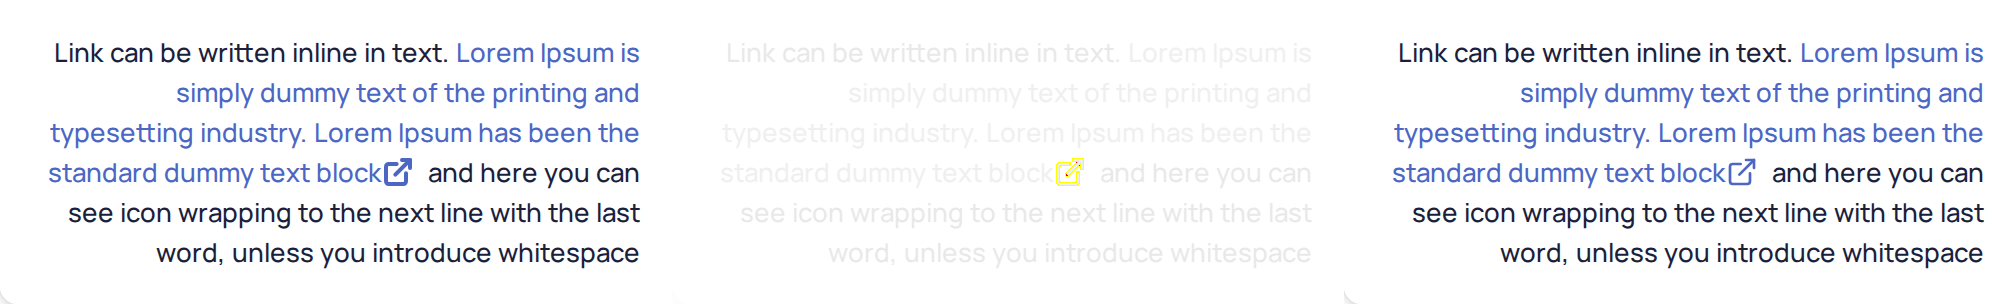 Link can be written inline in text. Lorem Ipsum is
simply dummy text of the printing and
typesetting industry. Lorem Ipsum has been the
standard dummy text block and here you can
see icon wrapping to the next line with the last
word, unless you introduce whitespace
Link can be written inline in text. Lorem Ipsum is
simply dummy text of the printing and
typesetting industry. Lorem Ipsum has been the
standard dummy text block and here you can
see icon wrapping to the next line with the last
word, unless you introduce whitespace
Link can be written inline in text. Lorem Ipsum is
simply dummy text of the printing and
typesetting industry. Lorem Ipsum has been the
standard dummy text block and here you can
see icon wrapping to the next line with the last
word, unless you introduce whitespace